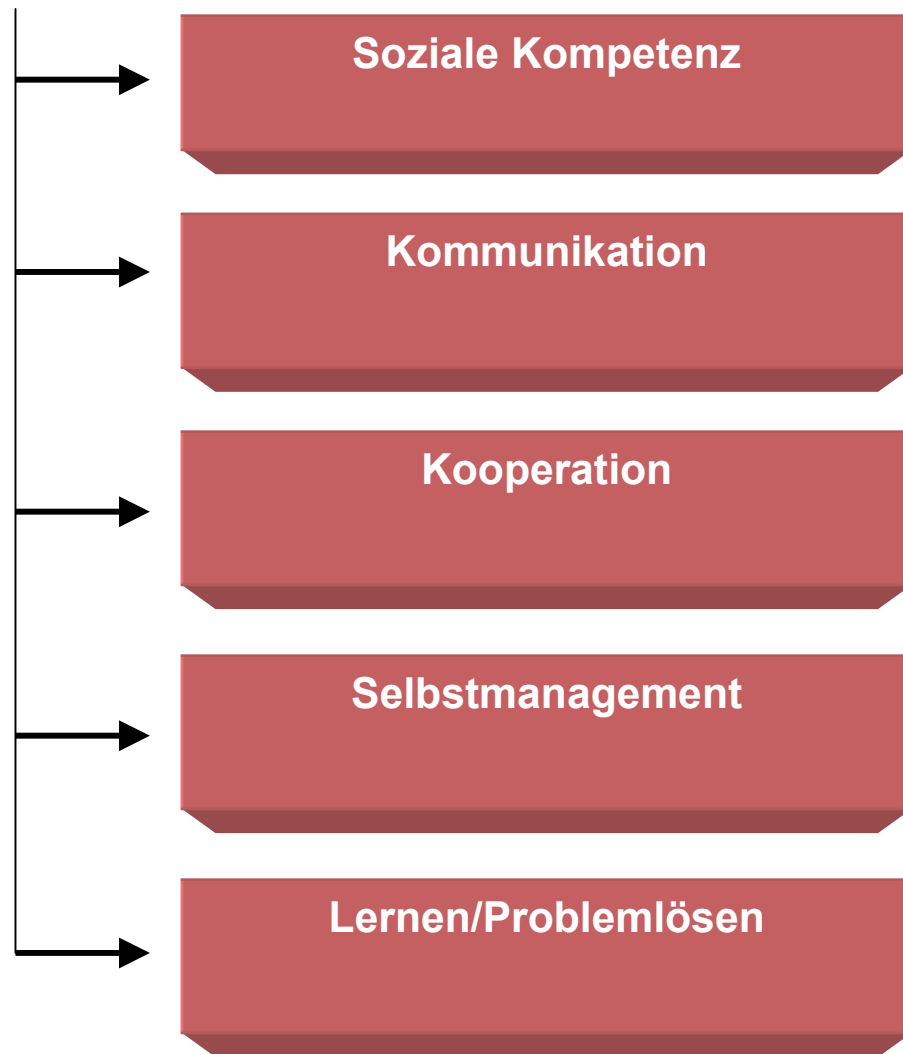 Soziale Kompetenz
Kommunikation
Kooperation
Selbstmanagement
Lernen/Problemlösen